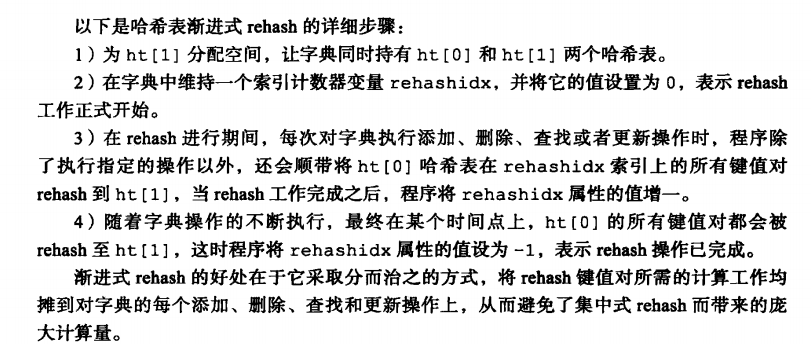 以下是哈希表渐进式 rehash 的详细步骤：
1）为 ht[1] 分配空间，让字典同时持有 ht[0] 和 ht[1] 两个哈希表。
2）在字典中维持一个索引计数器变量 rehashidx，并将它的值设置为 0，表示 rehash
工作正式开始。
3）在 rehash 进行期间，每次对字典执行添加、删除、查找或者更新操作时，程序除
了执行指定的操作以外，还会顺带将 ht[0] 哈希表在 rehashidx 索引上的所有键值对
rehash 到 ht[1]，当 rehash 工作完成之后，程序将 rehashidx 属性的值增一。
4）随着字典操作的不断执行，最终在某个时间点上，ht[0] 的所有键值对都会被
rehash 至 ht[1]，这时程序将 rehashidx 属性的值设为 -1，表示 rehash 操作已完成。
渐进式 rehash 的好处在于它采取分而治之的方式，将 rehash 键值对所需的计算工作均
摊到对字典的每个添加、删除、查找和更新操作上，从而避免了集中式 rehash 而带来的庞
大计算量。